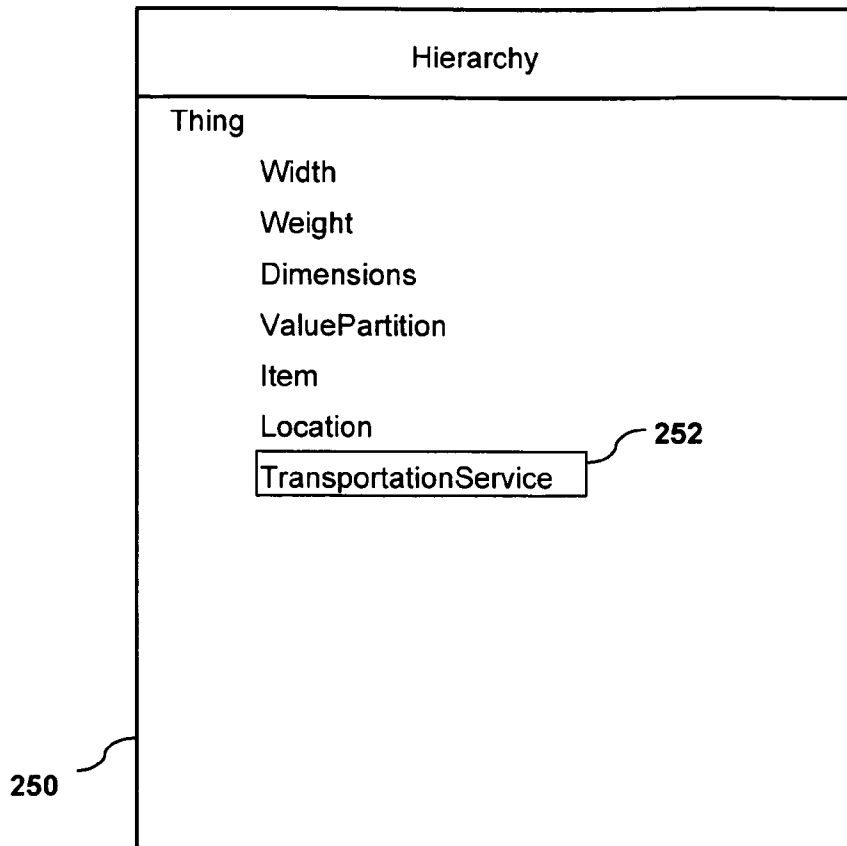 Hierarchy
Thing
Width
Weight
Dimensions
ValuePartition
Item
Location
252
TransportationService
250